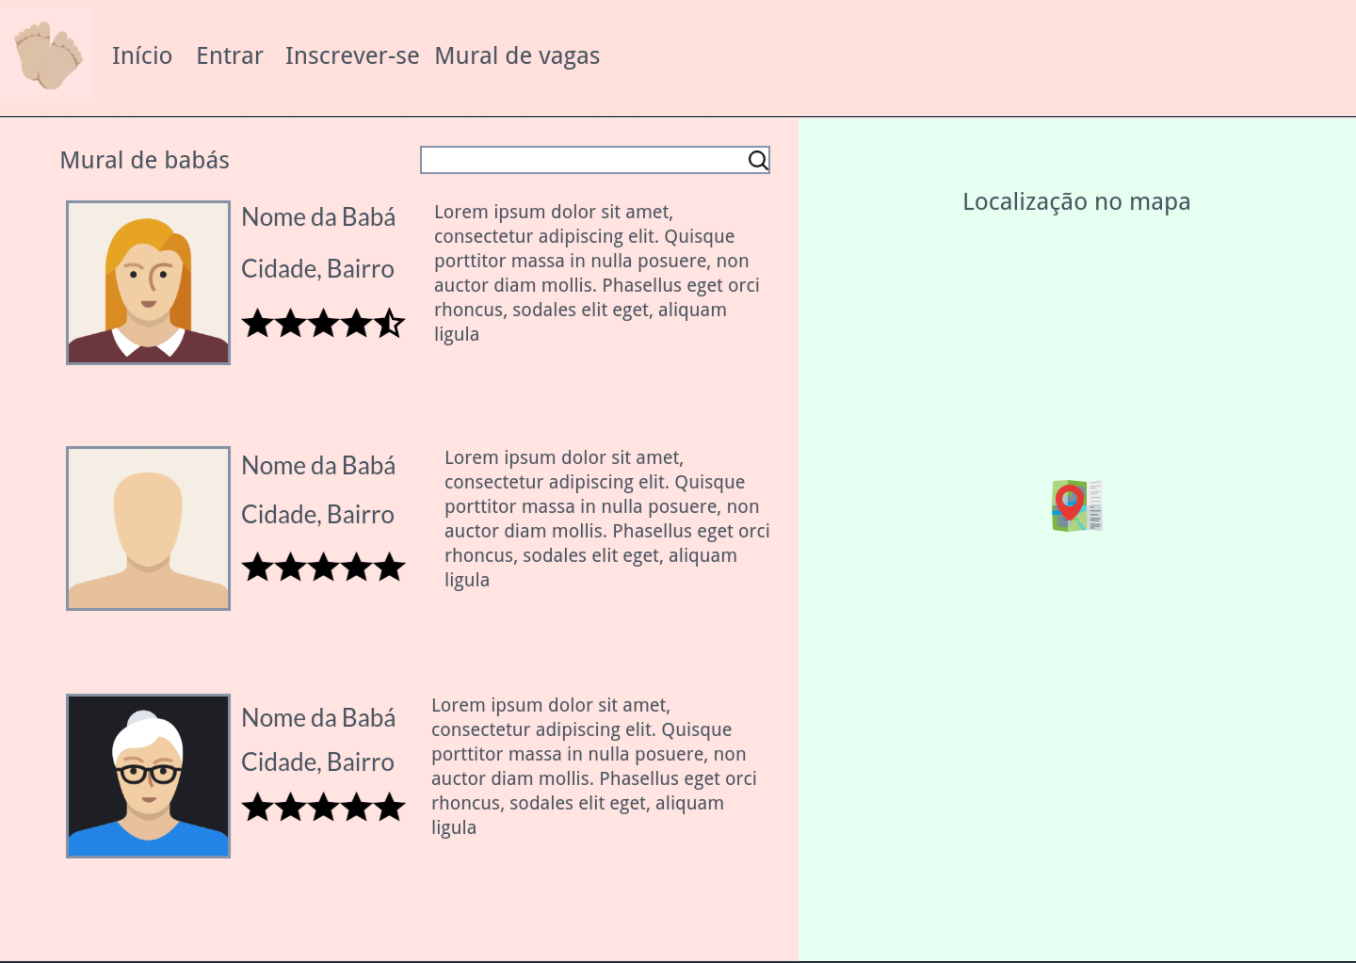 Início Entrar Inscrever-se Mural de vagas
Mural de babás
Nome da Babá
Cidade, Bairro
Lorem ipsum dolor sit amet,
consectetur adipiscing elit. Quisque
porttitor massa in nulla posuere, non
auctor diam mollis. Phasellus eget orci
rhoncus, sodales elit eget, aliquam
ligula
Nome da Babá
Cidade, Bairro
Lorem ipsum dolor sit amet,
consectetur adipiscing elit. Quisque
porttitor massa in nulla posuere, non
auctor diam mollis. Phasellus eget orci
rhoncus, sodales elit eget, aliquam
ligula
Nome da Babá
Cidade, Bairro
Lorem ipsum dolor sit amet,
consectetur adipiscing elit. Quisque
porttitor massa in nulla posuere, non
auctor diam mollis. Phasellus eget orci
rhoncus, sodales elit eget, aliquam
ligula
Localização no mapa